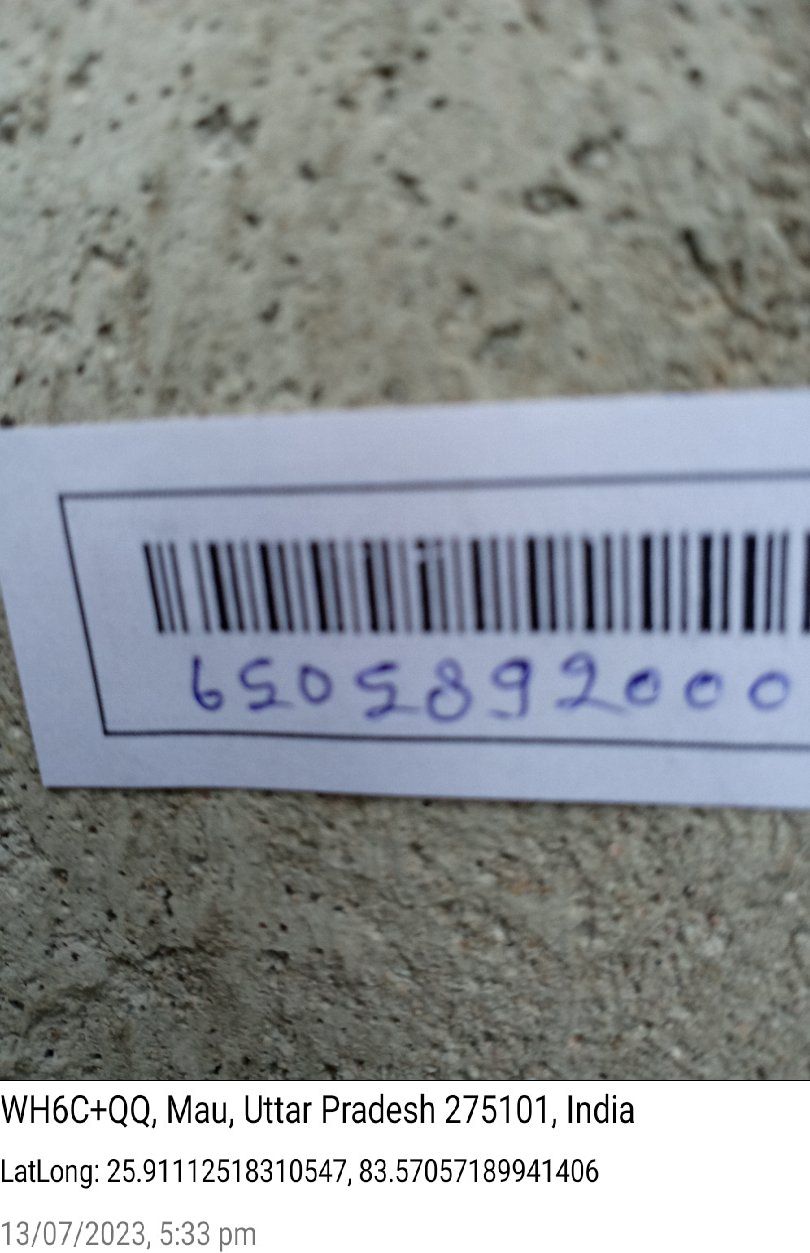 6505892000
WH6C+QQ, Mau, Uttar Pradesh 275101, India
LatLong: 25.91112518310547, 83.57057189941406
13/07/2023, 5:33 pm